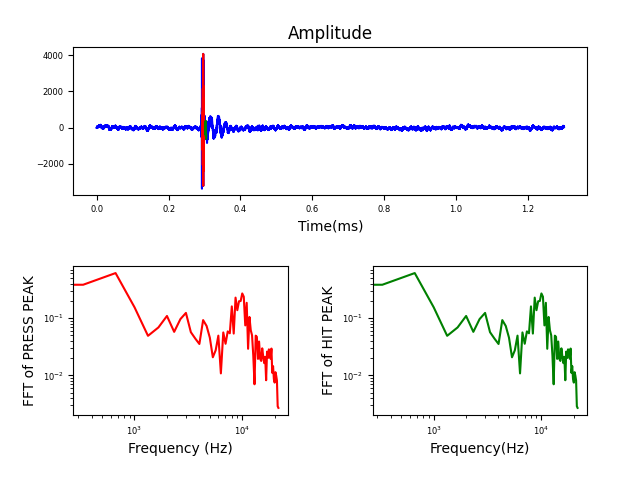 Amplitude
4000
2000
0
−2000
0.0 0.2 0.4 0.6 0.8 1.0 1.2
Time(ms)
FFT of PRESS PEAK
10⁻¹
10⁻²
10³ 10⁴
Frequency (Hz)
FFT of HIT PEAK
10⁻¹
10⁻²
10³ 10⁴
Frequency(Hz)